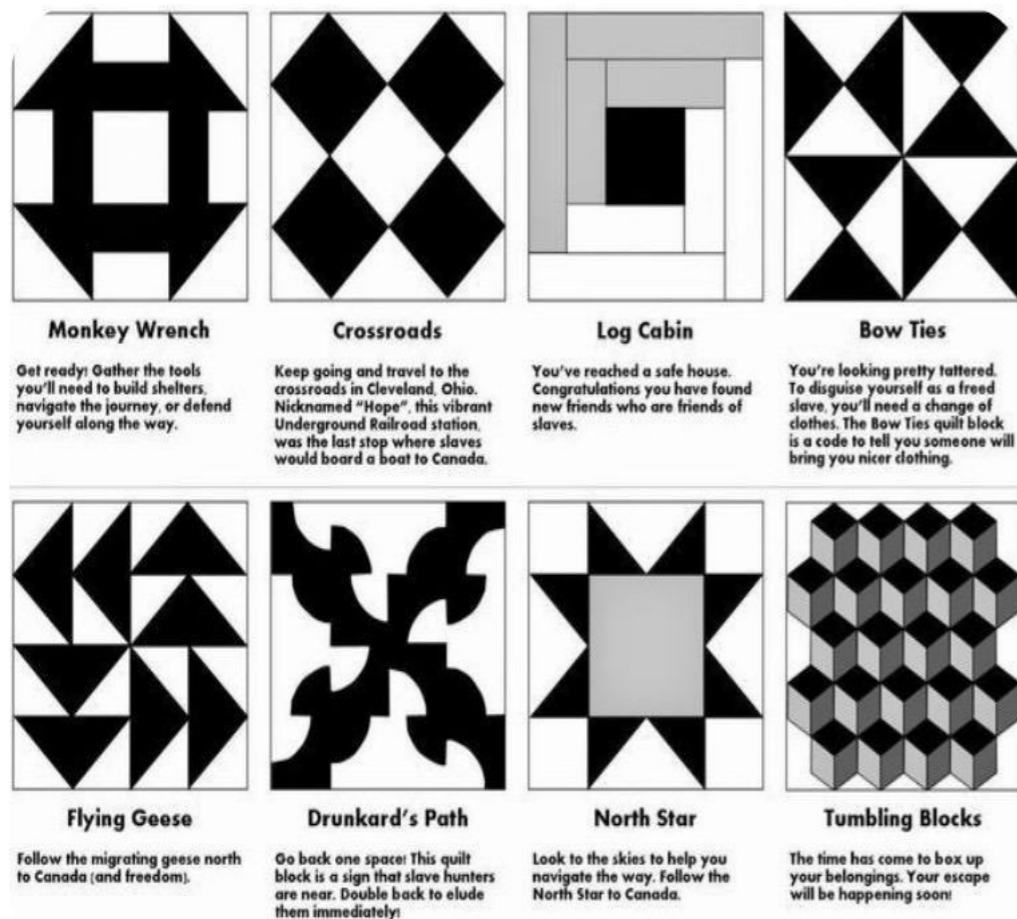 Monkey Wrench
Get ready! Gather the tools
you'll need to build shelters,
navigate the journey, or defend
yourself along the way.
Crossroads
Keep going and travel to the
crossroads in Cleveland, Ohio.
Nicknamed "Hope", this vibrant
Underground Railroad station,
was the last stop where slaves
would board a boat to Canada.
Log Cabin
You've reached a safe house.
Congratulations you have found
new friends who are friends of
slaves.
Bow Ties
You're looking pretty tattered.
To disguise yourself as a freed
slave, you'll need a change of
clothes. The Bow Ties quilt block
is a code to tell you someone will
bring you nicer clothing.
Flying Geese
Follow the migrating geese north
to Canada (and freedom).
Drunkard's Path
Go back one space! This quilt
block is a sign that slave hunters
are near. Double back to elude
them immediately!
North Star
Look to the skies to help you
navigate the way. Follow the
North Star to Canada.
Tumbling Blocks
The time has come to box up
your belongings. Your escape
will be happening soon!